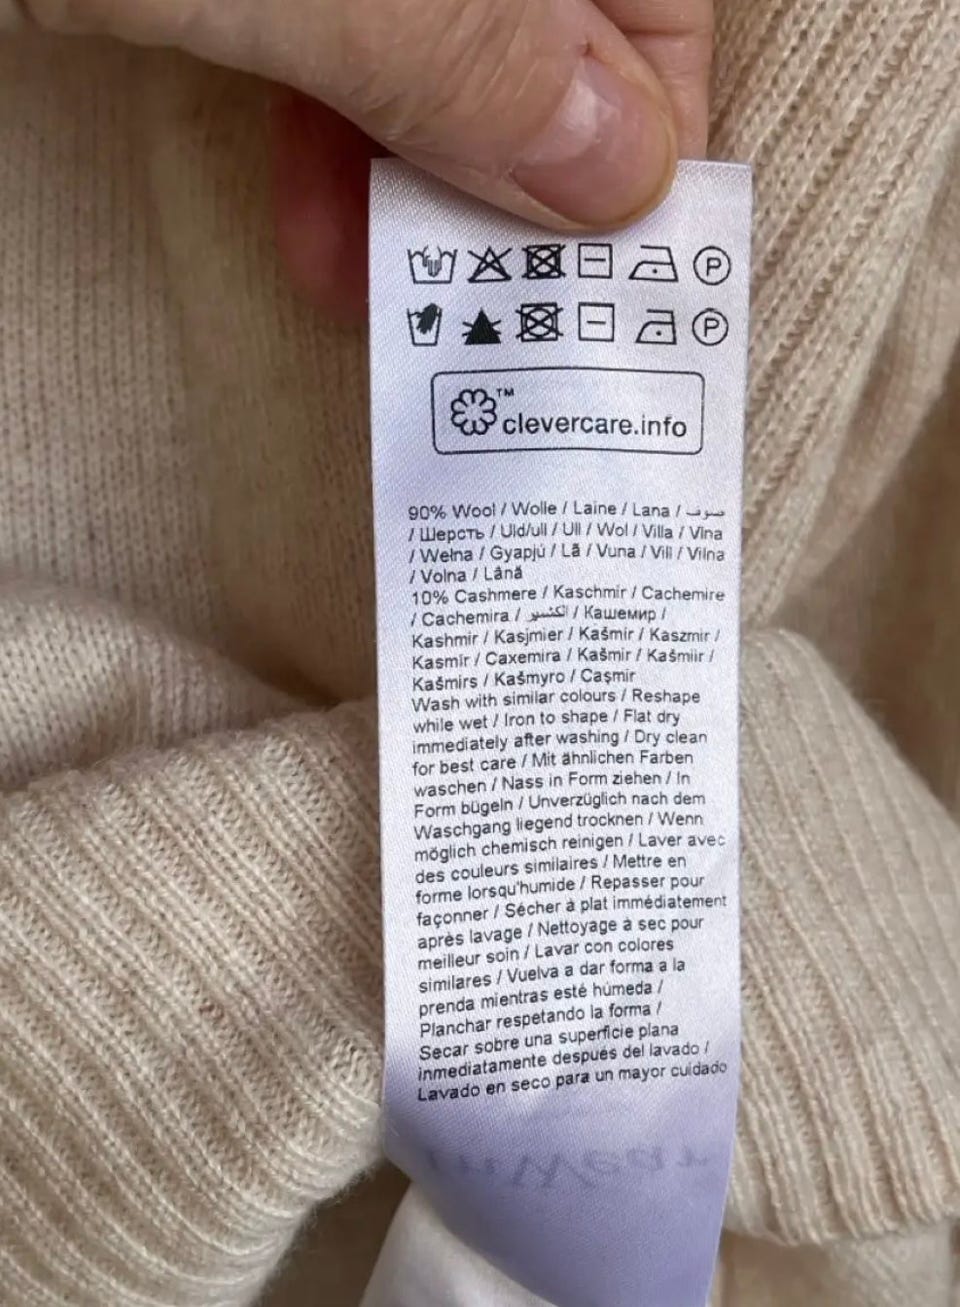 P
P
™
clevercare.info
90% Wool / Wolle / Laine / Lana / صوف
/ Шерсть / Uld/ull / Ull / Wol / Villa / Vlna
/ Wełna / Gyapjú / Lã / Vuna / Vill / Vilna
/ Volna / Lână
10% Cashmere / Kaschmir / Cachemire
/ Cachemira / / Кашемир /
Kashmir / Kasjmier / Kašmír / Kaszmir /
Kasmír / Caxemira / Kašmir / Kašmiir /
Kašmirs / Kašmyro / Caşmir
Wash with similar colours / Reshape
while wet / Iron to shape / Flat dry
immediately after washing / Dry clean
for best care / Mit ähnlichen Farben
waschen / Nass in Form ziehen / In
Form bügeln / Unverzüglich nach dem
Waschgang liegend trocknen / Wenn
möglich chemisch reinigen / Laver avec
des couleurs similaires / Mettre en
forme lorsqu'humide / Repasser pour
façonner / Sécher à plat immédiatement
après lavage / Nettoyage à sec pour
meilleur soin / Lavar con colores
similares / Vuelva a dar forma a la
prenda mientras esté húmeda /
Planchar respetando la forma /
Secar sobre una superficie plana
inmediatamente después del lavado /
Lavado en seco para un mayor cuidado